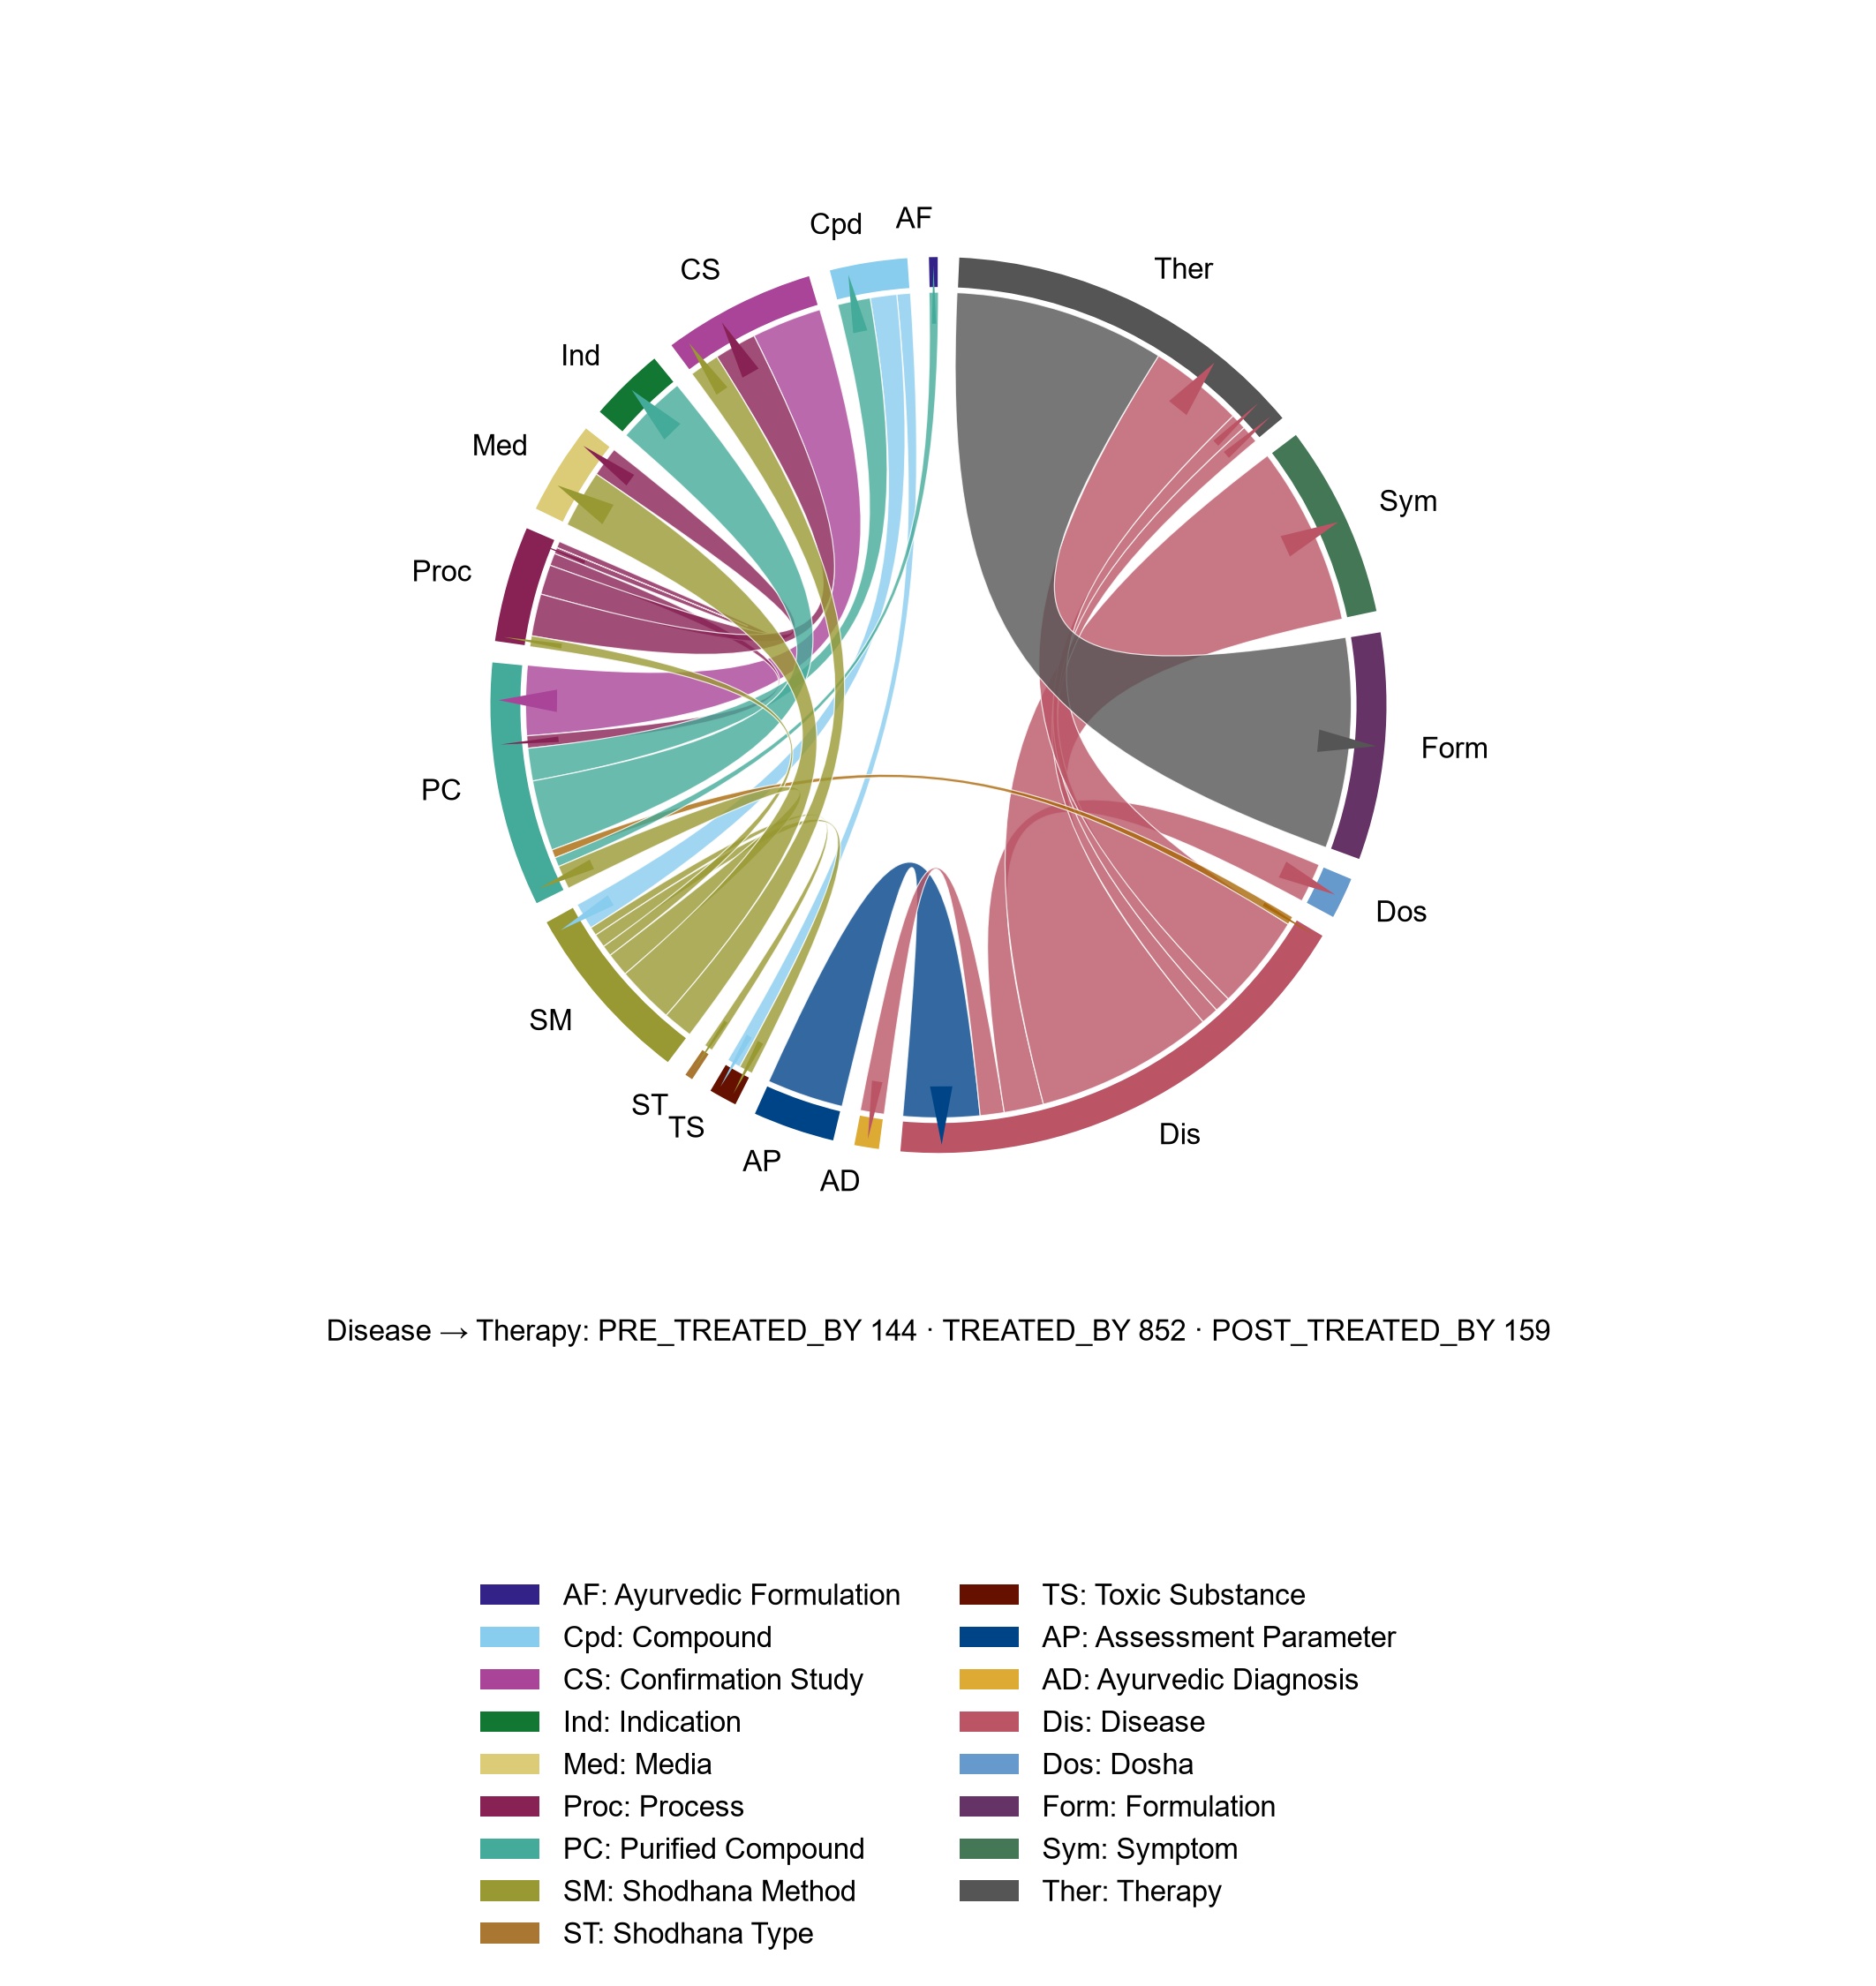 AF
Cpd
Ther
CS
Ind
Med
Sym
Proc
Form
PC
Dos
SM
ST
TS
Dis
AP
AD
Disease → Therapy: PRE_TREATED_BY 144 · TREATED_BY 852 · POST_TREATED_BY 159
AF: Ayurvedic Formulation
Cpd: Compound
CS: Confirmation Study
Ind: Indication
Med: Media
Proc: Process
PC: Purified Compound
SM: Shodhana Method
ST: Shodhana Type
TS: Toxic Substance
AP: Assessment Parameter
AD: Ayurvedic Diagnosis
Dis: Disease
Dos: Dosha
Form: Formulation
Sym: Symptom
Ther: Therapy